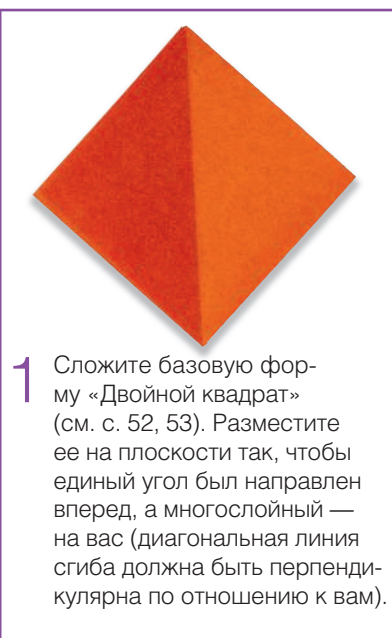 1 Сложите базовую фор-
му «Двойной квадрат»
(см. с. 52, 53). Разместите
ее на плоскости так, чтобы
единый угол был направлен
вперед, а многослойный —
на вас (диагональная линия
сгиба должна быть перпенди-
кулярна по отношению к вам).